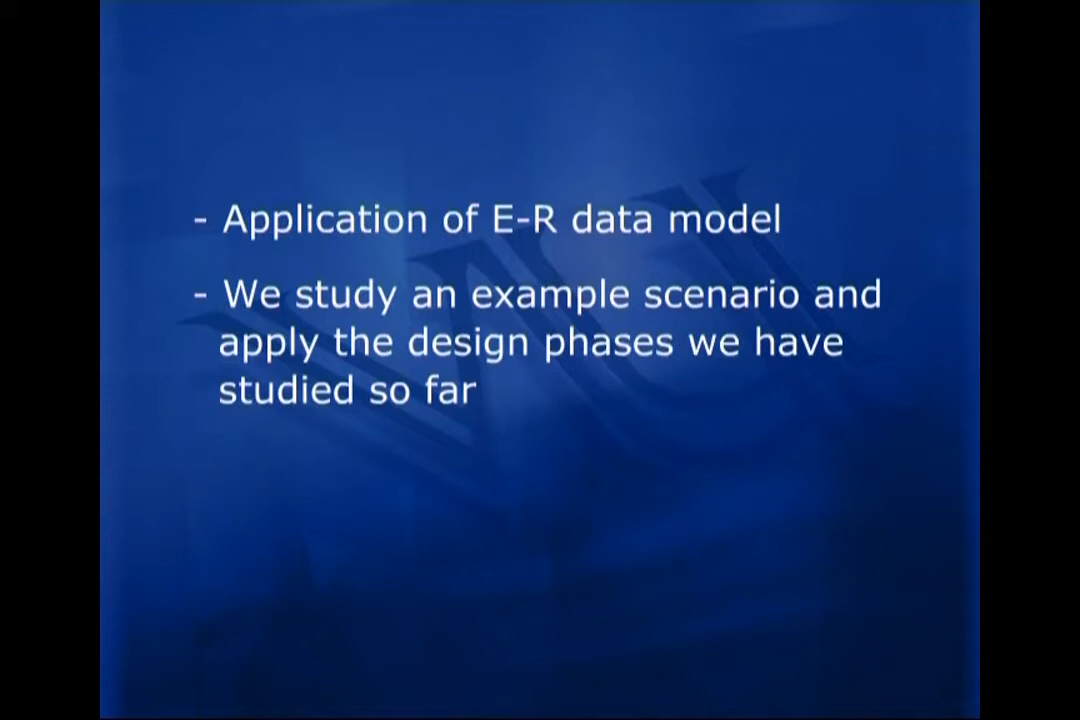 - Application of E-R data model
- We study an example scenario and
apply the design phases we have
studied so far
VU